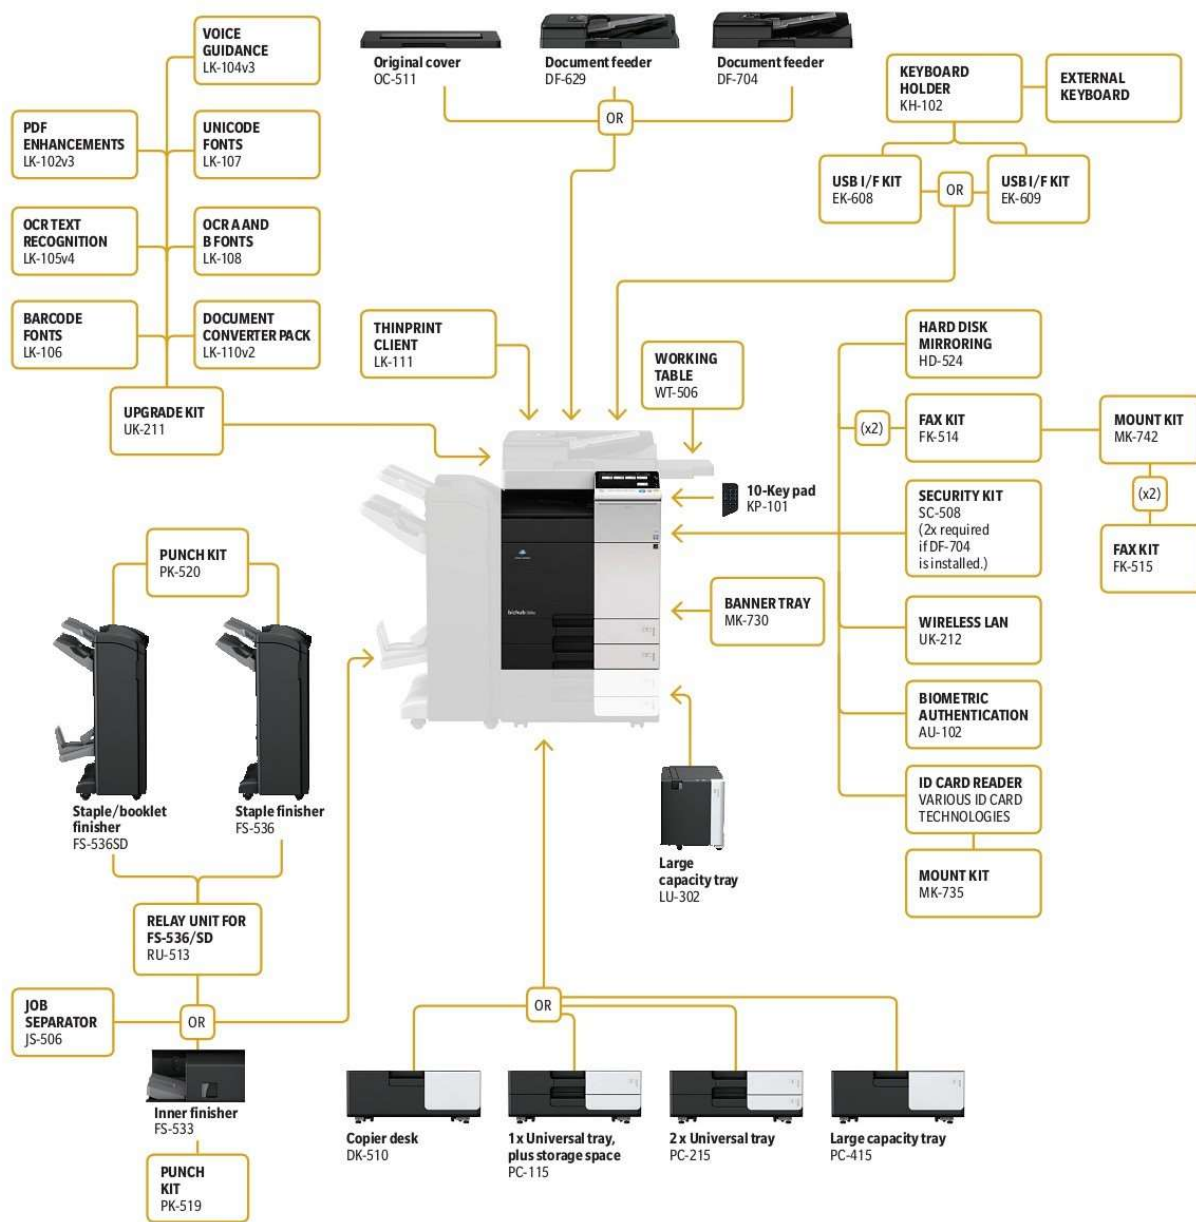 VOICE
GUIDANCE
LK-104v3
PDF
ENHANCEMENTS
LK-102v3
UNICODE
FONTS
LK-107
OCR TEXT
RECOGNITION
LK-105v4
OCR A AND
B FONTS
LK-108
BARCODE
FONTS
LK-106
DOCUMENT
CONVERTER PACK
LK-110v2
UPGRADE KIT
UK-211
Original cover
OC-511
Document feeder
DF-629
Document feeder
DF-704
OR
KEYBOARD
HOLDER
KH-102
EXTERNAL
KEYBOARD
USB I/F KIT
EK-608
OR
USB I/F KIT
EK-609
THINPRINT
CLIENT
LK-111
WORKING
TABLE
WT-506
10-Key pad
KP-101
BANNER TRAY
MK-730
bizhub
HARD DISK
MIRRORING
HD-524
(x2)
FAX KIT
FK-514
MOUNT KIT
MK-742
(x2)
FAX KIT
FK-515
SECURITY KIT
SC-508
(2x required
if DF-704
is installed.)
WIRELESS LAN
UK-212
BIOMETRIC
AUTHENTICATION
AU-102
ID CARD READER
VARIOUS ID CARD
TECHNOLOGIES
MOUNT KIT
MK-735
PUNCH KIT
PK-520
Staple/booklet
finisher
FS-536SD
Staple finisher
FS-536
RELAY UNIT FOR
FS-536/SD
RU-513
JOB
SEPARATOR
JS-506
OR
Inner finisher
FS-533
PUNCH
KIT
PK-519
Large
capacity tray
LU-302
OR
Copier desk
DK-510
1x Universal tray,
plus storage space
PC-115
2 x Universal tray
PC-215
Large capacity tray
PC-415